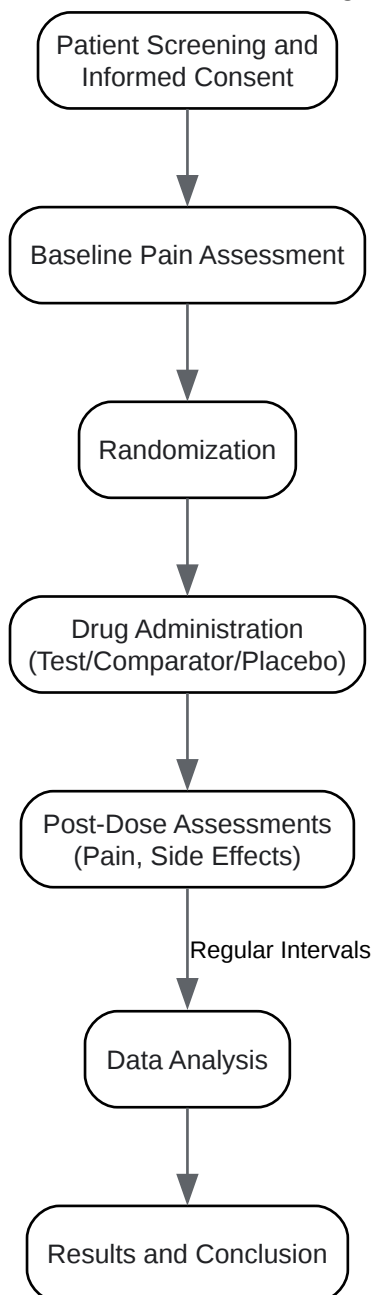 Patient Screening and
Informed Consent
Baseline Pain Assessment
Randomization
Drug Administration
(Test/Comparator/Placebo)
Post-Dose Assessments
(Pain, Side Effects)
Regular Intervals
Data Analysis
Results and Conclusion